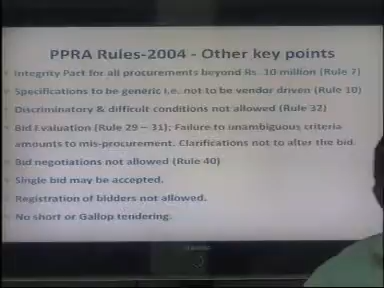 PPRA Rules-2004 - Other key points
Integrity Pact for all procurements beyond Rs. 10 million (Rule 7)
Specifications to be generic i.e. not to be vendor driven (Rule 10)
Discriminatory & difficult conditions not allowed (Rule 32)
Bid Evaluation (Rule 29 – 31); Failure to unambiguous criteria
amounts to mis-procurement. Clarifications not to alter the bid.
Bid negotiations not allowed (Rule 40)
Single bid may be accepted.
Registration of bidders not allowed.
No short or Gallop tendering.